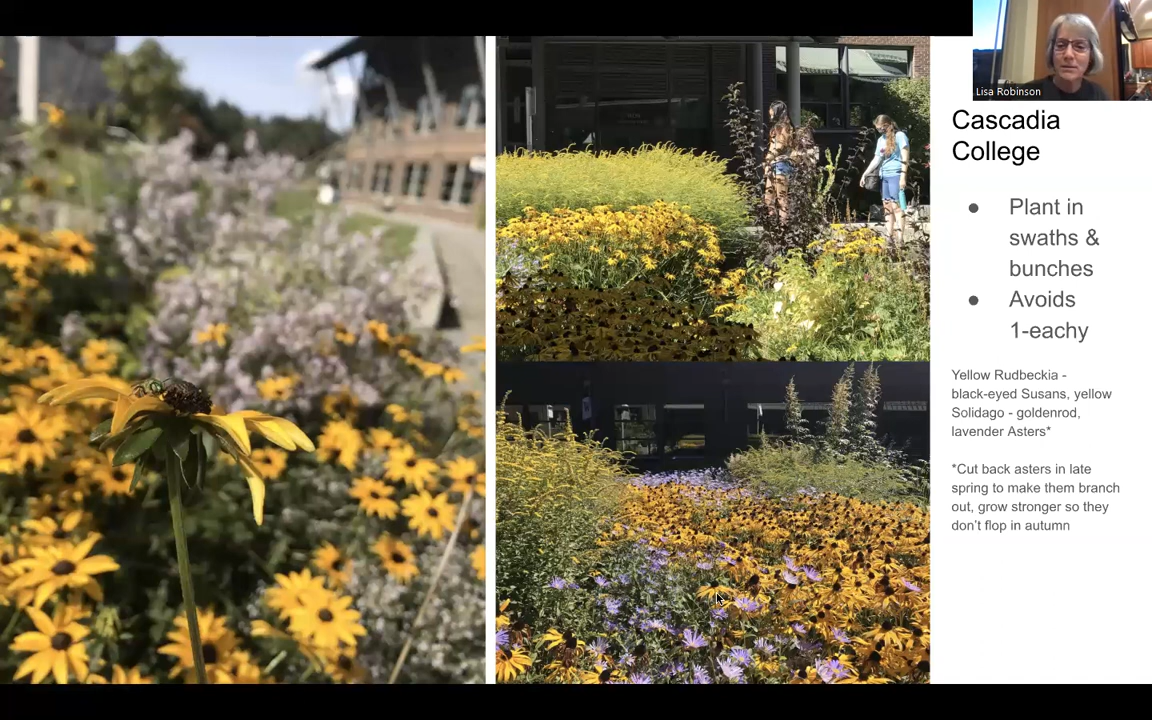 Lisa Robinson
Cascadia
College
● Plant in
swaths &
bunches
● Avoids
1-eachy
Yellow Rudbeckia -
black-eyed Susans, yellow
Solidago - goldenrod,
lavender Asters*
*Cut back asters in late
spring to make them branch
out, grow stronger so they
don’t flop in autumn